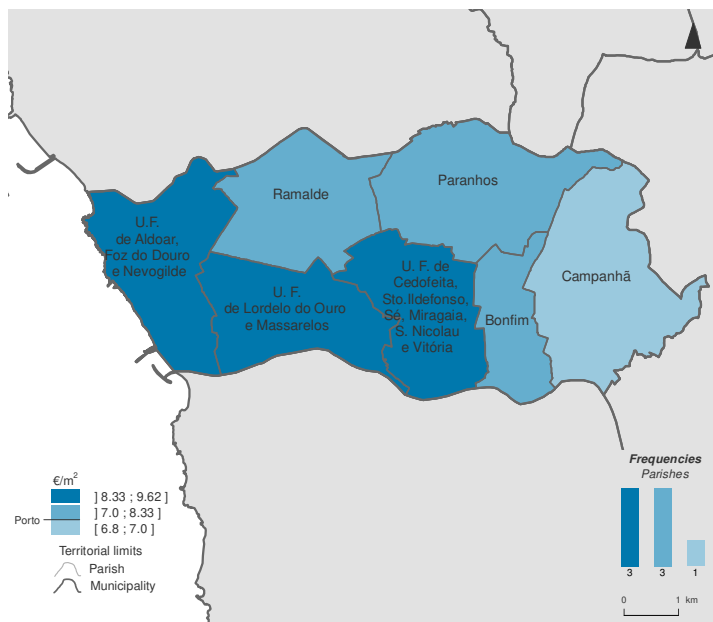 Ramalde
Paranhos
U.F.
de Aldoar,
Foz do Douro
e Nevogilde
U. F.
de Lordelo do Ouro
e Massarelos
U. F. de
Cedofeita,
Sto. Ildefonso,
Sé, Miragaia,
S. Nicolau
e Vitória
Bonfim
Campanhã
€/m²
] 8.33 ; 9.62 ]
] 7.0 ; 8.33 ]
[ 6.8 ; 7.0 ]
Porto
Territorial limits
Parish
Municipality
Frequencies
Parishes
3 3 1
0 1 km